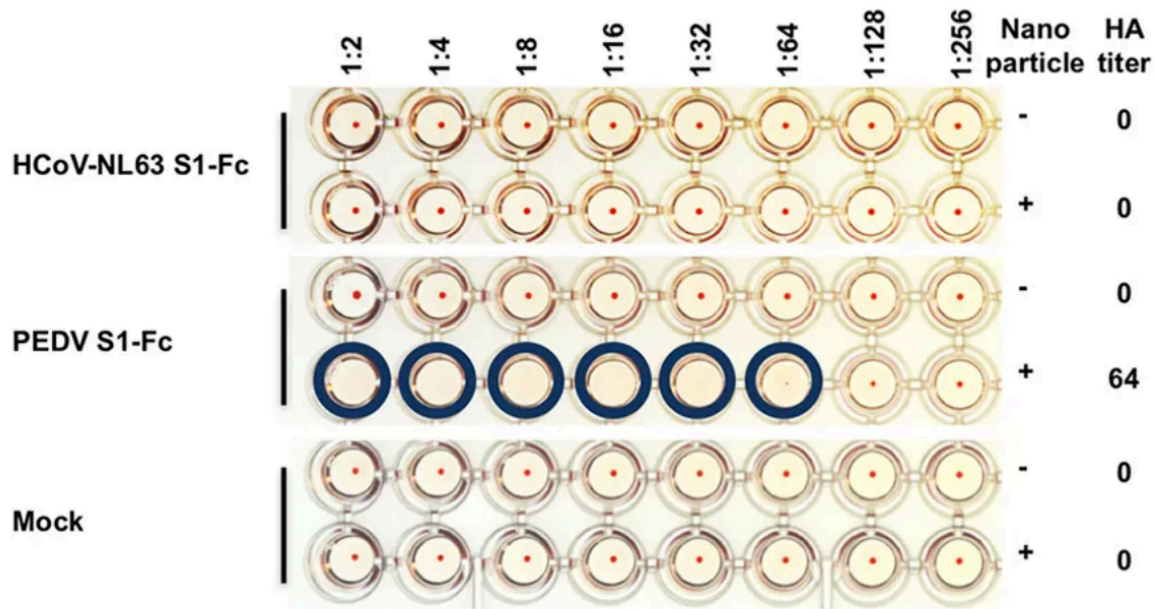 1:2 1:4 1:8 1:16 1:32 1:64 1:128 1:256 Nano particle HA titer
HCoV-NL63 S1-Fc
- 0
+ 0
PEDV S1-Fc
- 0
+ 64
Mock
- 0
+ 0